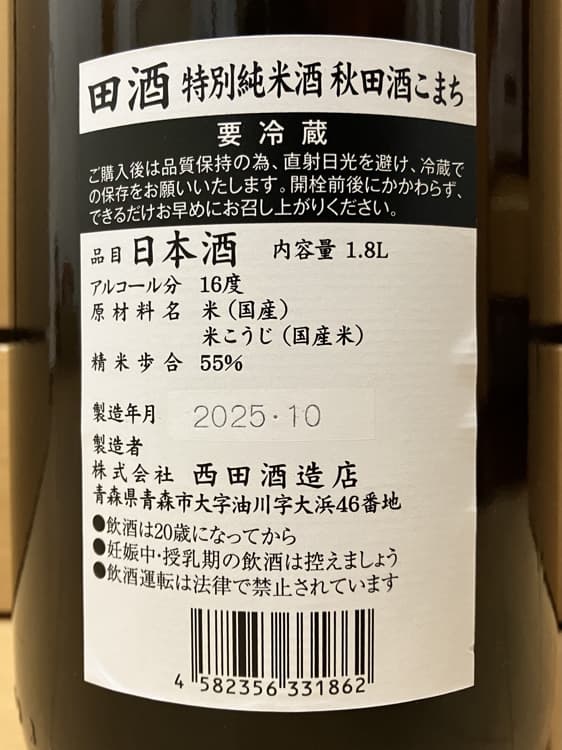 田酒 特別純米酒 秋田酒こまち
要冷蔵
ご購入後は品質保持の為、直射日光を避け、冷蔵で
の保存をお願いいたします。開栓前後にかかわらず、
できるだけお早めにお召し上がりください。
品目 日本酒 内容量 1.8L
アルコール分 16度
原材料名 米(国産)
米こうじ(国産米)
精米歩合 55%
製造年月 2025・10
製造者
株式会社 西田酒造店
青森県青森市大字油川字大浜46番地
●飲酒は20歳になってから
●妊娠中・授乳期の飲酒は控えましょう
●飲酒運転は法律で禁止されています
4 582356 331862